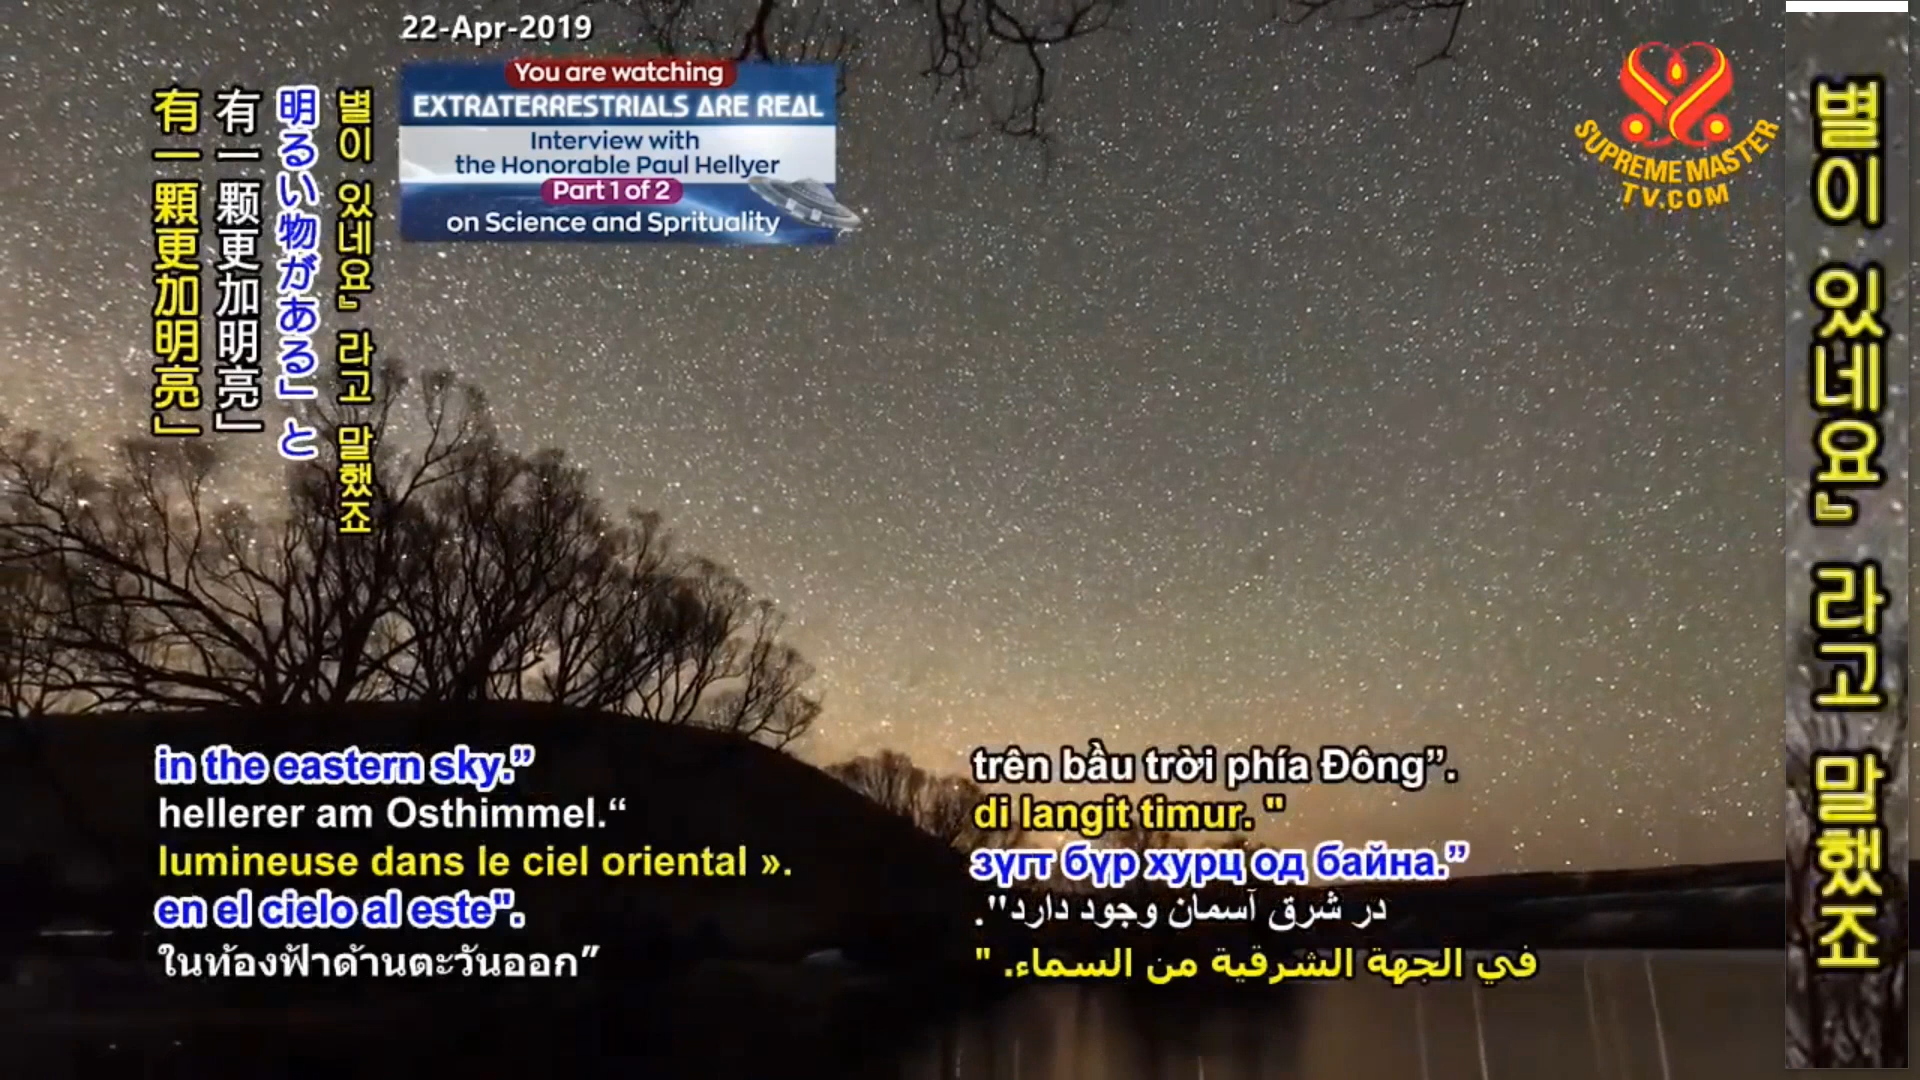 22-Apr-2019
You are watching
EXTRATERRESTRIALS ARE REAL
Interview with
the Honorable Paul Hellyer
Part 1 of 2
on Science and Sprituality
SUPREME MASTER
TV.COM
별이 있네요』 라고 말했죠
明るい物がある」と
有一颗更加明亮」
有一顆更加明亮」
별이 있네요』 라고 말했죠
in the eastern sky.”
hellerer am Osthimmel.“
lumineuse dans le ciel oriental ».
en el cielo al este".
ในท้องฟ้าด้านตะวันออก”
trên bầu trời phía Đông”.
di langit timur. "
зүгт бүр хурц од байна.”
در شرق آسمان وجود دارد".
في الجهة الشرقية من السماء. "